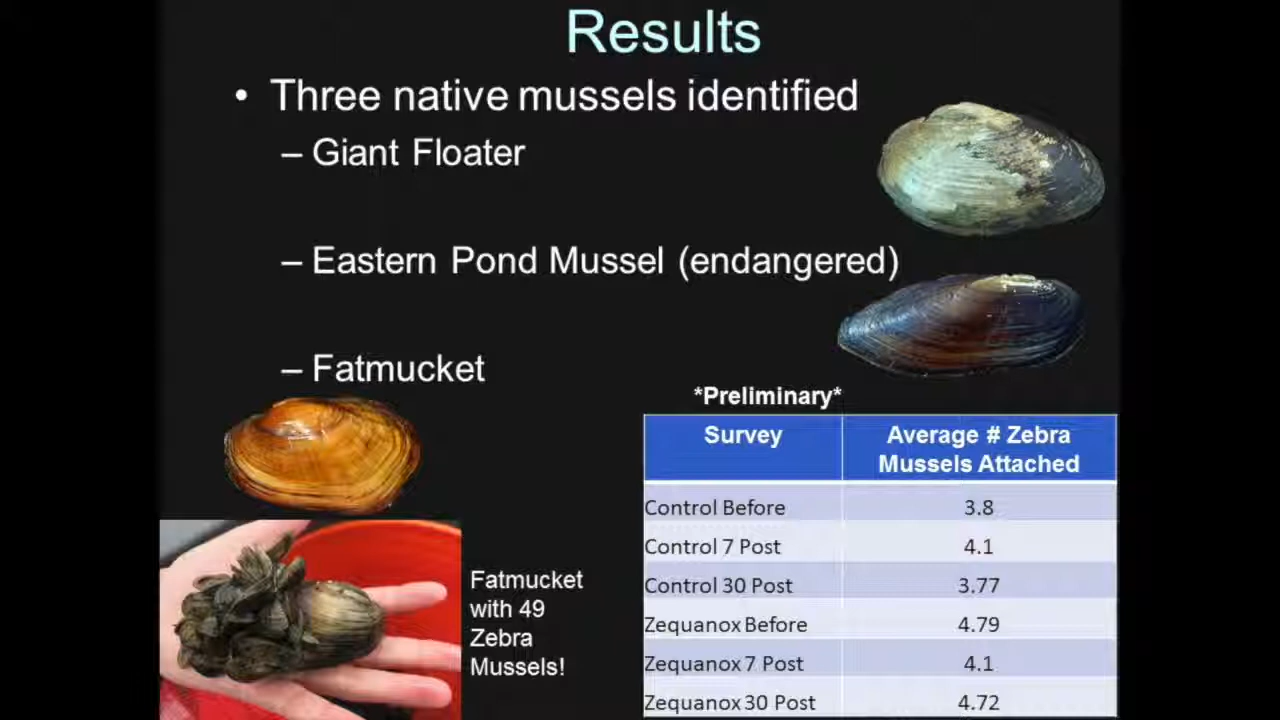 Results
• Three native mussels identified
– Giant Floater
– Eastern Pond Mussel (endangered)
– Fatmucket
*Preliminary*
Survey Average # Zebra
Mussels Attached
Control Before 3.8
Control 7 Post 4.1
Control 30 Post 3.77
Zequanox Before 4.79
Zequanox 7 Post 4.1
Zequanox 30 Post 4.72
Fatmucket
with 49
Zebra
Mussels!